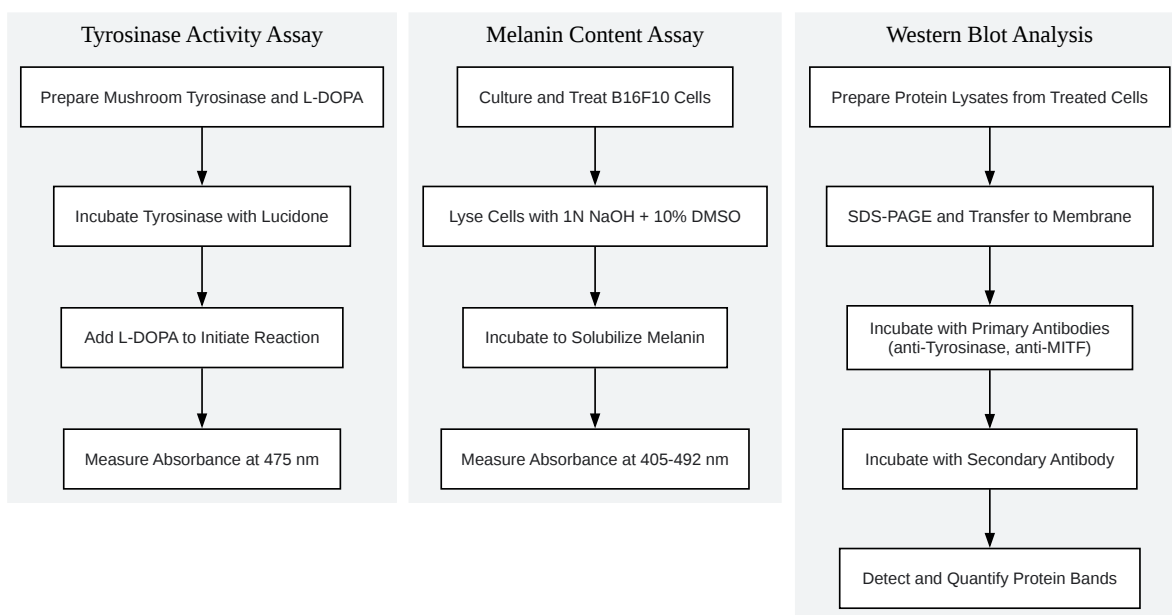 Tyrosinase Activity Assay
Prepare Mushroom Tyrosinase and L-DOPA
Incubate Tyrosinase with Lucidone
Add L-DOPA to Initiate Reaction
Measure Absorbance at 475 nm
Melanin Content Assay
Culture and Treat B16F10 Cells
Lyse Cells with 1N NaOH + 10% DMSO
Incubate to Solubilize Melanin
Measure Absorbance at 405-492 nm
Western Blot Analysis
Prepare Protein Lysates from Treated Cells
SDS-PAGE and Transfer to Membrane
Incubate with Primary Antibodies
(anti-Tyrosinase, anti-MITF)
Incubate with Secondary Antibody
Detect and Quantify Protein Bands